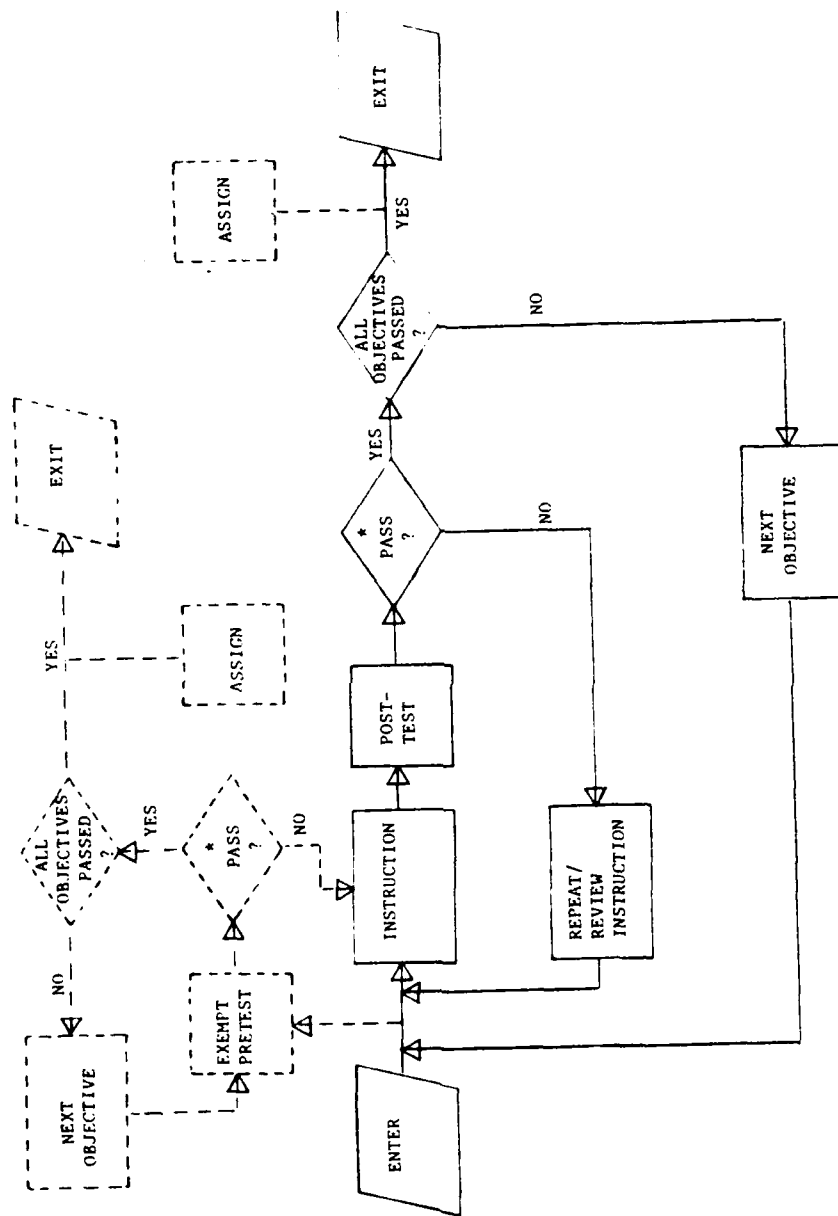 NEXT
OBJECTIVE
NO
ALL
OBJECTIVES
PASSED
?
YES
EXIT
ASSIGN
YES
EXEMPT
PRETEST
*
PASS
?
NO
ASSIGN
ENTER
INSTRUCTION
POST-
TEST
*
PASS
?
YES
ALL
OBJECTIVES
PASSED
?
YES
EXIT
REPEAT/
REVIEW
INSTRUCTION
NO
NEXT
OBJECTIVE
NO